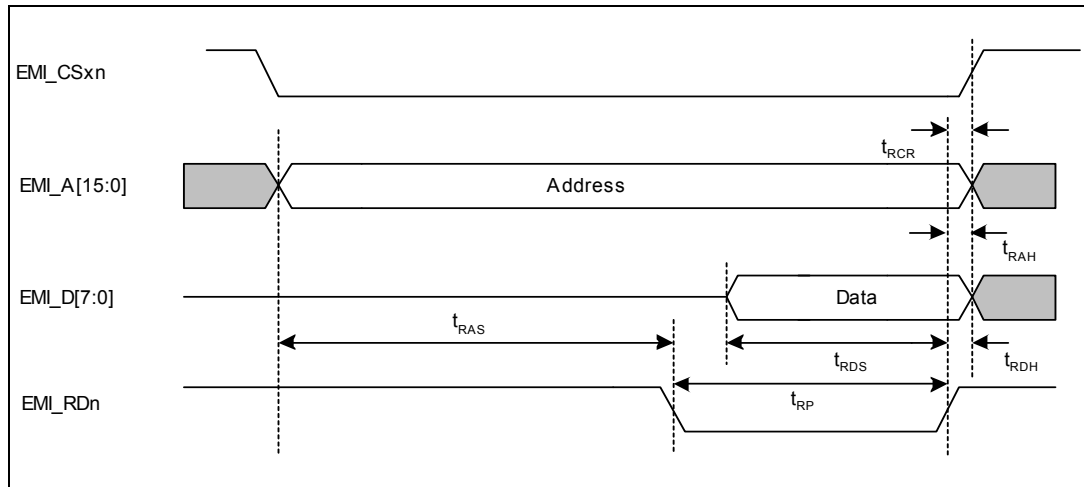 EMI_CSxn
t_RCR
EMI_A[15:0]
Address
t_RAH
EMI_D[7:0]
Data
t_RAS
t_RDS
t_RDH
EMI_RDn
t_RP